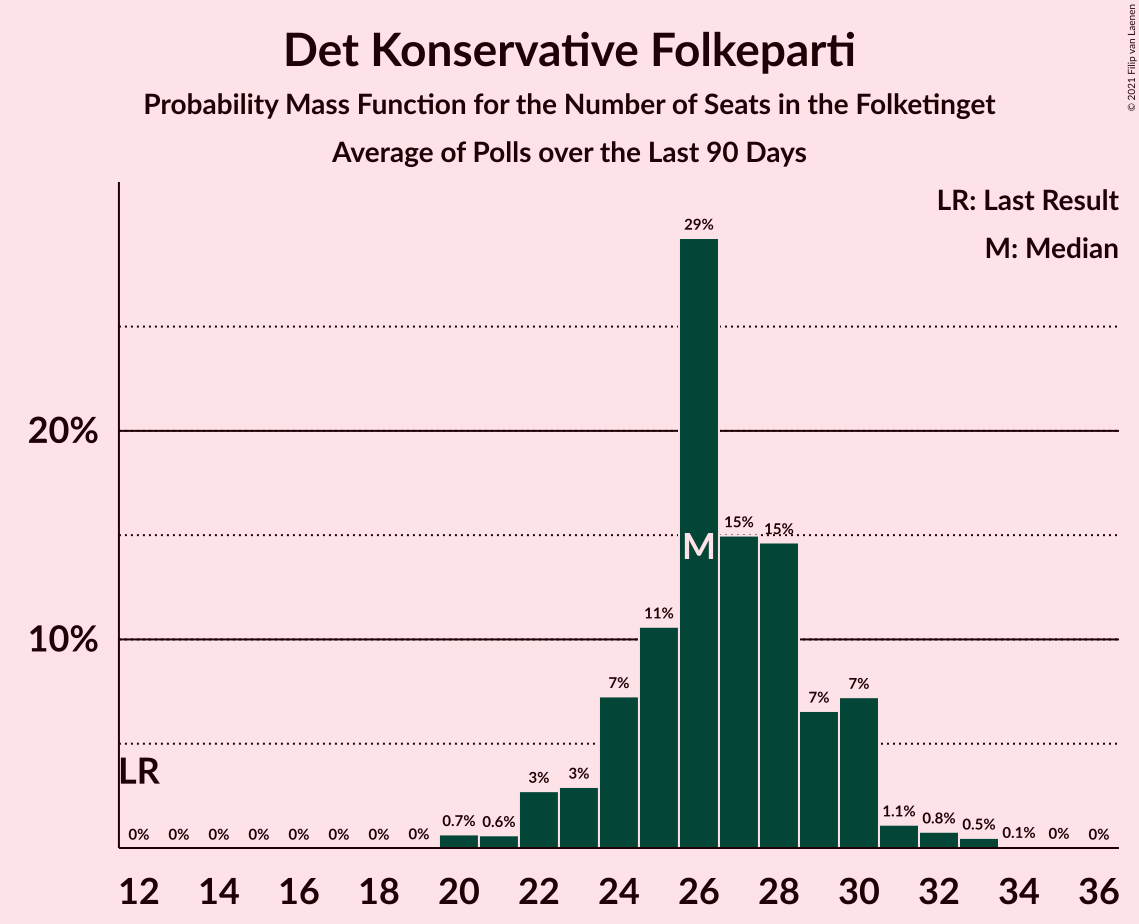 Det Konservative Folkeparti
Probability Mass Function for the Number of Seats in the Folketinget
Average of Polls over the Last 90 Days
© 2021 Filip van Laenen
LR: Last Result
M: Median
29%
20%
15% 15%
M
11%
10%
7% 7% 7%
LR
3% 3%
0% 0% 0% 0% 0% 0% 0% 0% 0.7% 0.6% 1.1% 0.8% 0.5% 0.1% 0% 0%
12 14 16 18 20 22 24 26 28 30 32 34 36